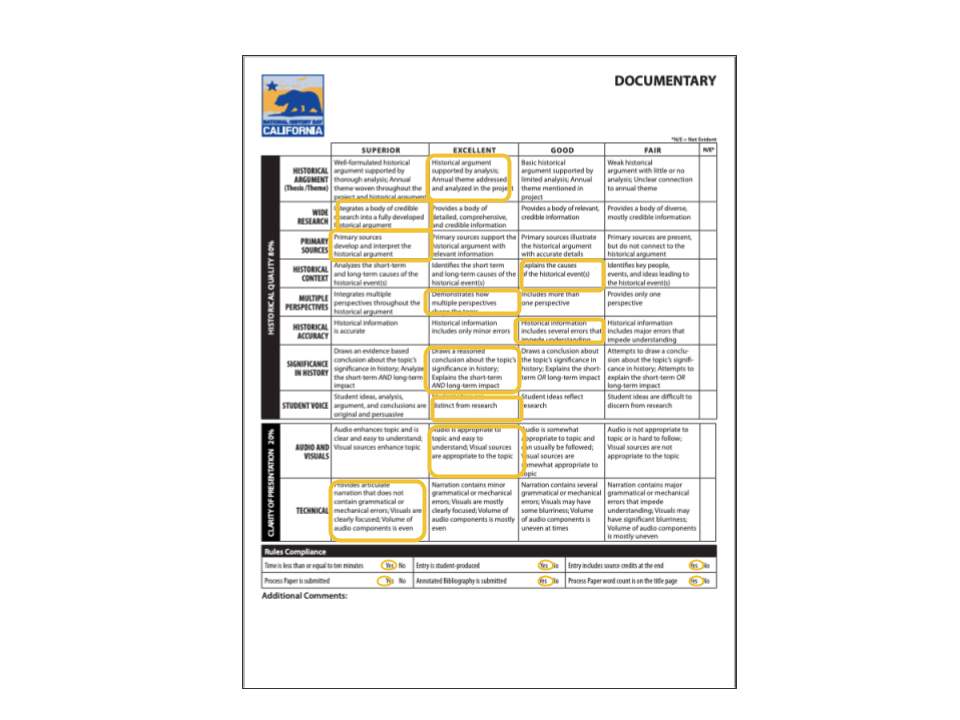 DOCUMENTARY
NATIONAL HISTORY DAY
CALIFORNIA
*N/E = Not Evident
SUPERIOR EXCELLENT GOOD FAIR N/E*
HISTORICAL QUALITY 80%
HISTORICAL
ARGUMENT
(Thesis/Theme)
Well-formulated historical
argument supported by
thorough analysis; Annual
theme woven throughout the
project and historical argument
Historical argument
supported by analysis;
Annual theme addressed
and analyzed in the project
Basic historical
argument supported by
limited analysis; Annual
theme mentioned in
project
Weak historical
argument with little or no
analysis; Unclear connection
to annual theme
WIDE
RESEARCH
Integrates a body of credible
research into a fully developed
historical argument
Provides a body of
detailed, comprehensive,
and credible information
Provides a body of relevant,
credible information
Provides a body of diverse,
mostly credible information
PRIMARY
SOURCES
Primary sources
develop and interpret the
historical argument
Primary sources support the
historical argument with
relevant information
Primary sources illustrate
the historical argument
with accurate details
Primary sources are present,
but do not connect to the
historical argument
HISTORICAL
CONTEXT
Analyzes the short-term
and long-term causes of the
historical event(s)
Identifies the short term
and long-term causes of the
historical event(s)
Explains the causes
of the historical event(s)
Identifies key people,
events, and ideas leading to
the historical event(s)
MULTIPLE
PERSPECTIVES
Integrates multiple
perspectives throughout the
historical argument
Demonstrates how
multiple perspectives
shape the topic
Includes more than
one perspective
Provides only one
perspective
HISTORICAL
ACCURACY
Historical information
is accurate
Historical information
includes only minor errors
Historical information
includes several errors that
impede understanding
Historical information
includes major errors that
impede understanding
SIGNIFICANCE
IN HISTORY
Draws an evidence based
conclusion about the topic's
significance in history; Analyze
the short-term AND long-term
impact
Draws a reasoned
conclusion about the topic's
significance in history;
Explains the short-term
AND long-term impact
Draws a conclusion about
the topic's significance in
history; Explains the short-
term OR long-term impact
Attempts to draw a conclu-
sion about the topic's signifi-
cance in history; Attempts to
explain the short-term OR
long-term impact
STUDENT VOICE
Student ideas, analysis,
argument, and conclusions are
original and persuasive
distinct from research
Student ideas reflect
research
Student ideas are difficult to
discern from research
CLARITY OF PRESENTATION 20%
AUDIO AND
VISUALS
Audio enhances topic and is
clear and easy to understand;
Visual sources enhance topic
Audio is appropriate to
topic and easy to
understand; Visual sources
are appropriate to the topic
Audio is somewhat
appropriate to topic and
can usually be followed;
Visual sources are
somewhat appropriate to
topic
Audio is not appropriate to
topic or is hard to follow;
Visual sources are not
appropriate to the topic
TECHNICAL
Provides articulate
narration that does not
contain grammatical or
mechanical errors; Visuals are
clearly focused; Volume of
audio components is even
Narration contains minor
grammatical or mechanical
errors; Visuals are mostly
clearly focused; Volume of
audio components is mostly
even
Narration contains several
grammatical or mechanical
errors; Visuals may have
some blurriness; Volume
of audio components is
uneven at times
Narration contains major
grammatical or mechanical
errors that impede
understanding; Visuals may
have significant blurriness;
Volume of audio components
is mostly uneven
Rules Compliance
Time is less than or equal to ten minutes Yes No Entry is student-produced Yes No Entry includes source credits at the end Yes No
Process Paper is submitted Yes No Annotated Bibliography is submitted Yes No Process Paper word count is on the title page Yes No
Additional Comments: